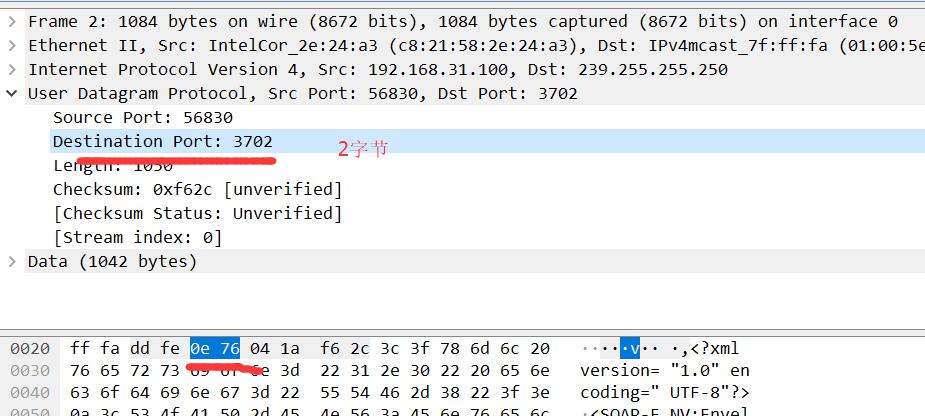 Frame 2: 1084 bytes on wire (8672 bits), 1084 bytes captured (8672 bits) on interface 0
Ethernet II, Src: IntelCor_2e:24:a3 (c8:21:58:2e:24:a3), Dst: IPv4mcast_7f:ff:fa (01:00:5e
Internet Protocol Version 4, Src: 192.168.31.100, Dst: 239.255.255.250
User Datagram Protocol, Src Port: 56830, Dst Port: 3702
Source Port: 56830
Destination Port: 3702
2字节
Length: 1050
Checksum: 0xf62c [unverified]
[Checksum Status: Unverified]
[Stream index: 0]
Data (1042 bytes)
0020 ff fa dd fe 0e 76 04 1a f6 2c 3c 3f 78 6d 6c 20 ·····v·· ·,<?xml
0030 76 65 72 73 69 6f 6e 3d 22 31 2e 30 22 20 65 6e version= "1.0" en
0040 63 6f 64 69 6e 67 3d 22 55 54 46 2d 38 22 3f 3e coding=" UTF-8"?>
0050 0a 3c 53 4f 41 50 2d 45 4e 56 3a 45 6e 76 65 6c ·<SOAP-E NV:Envel